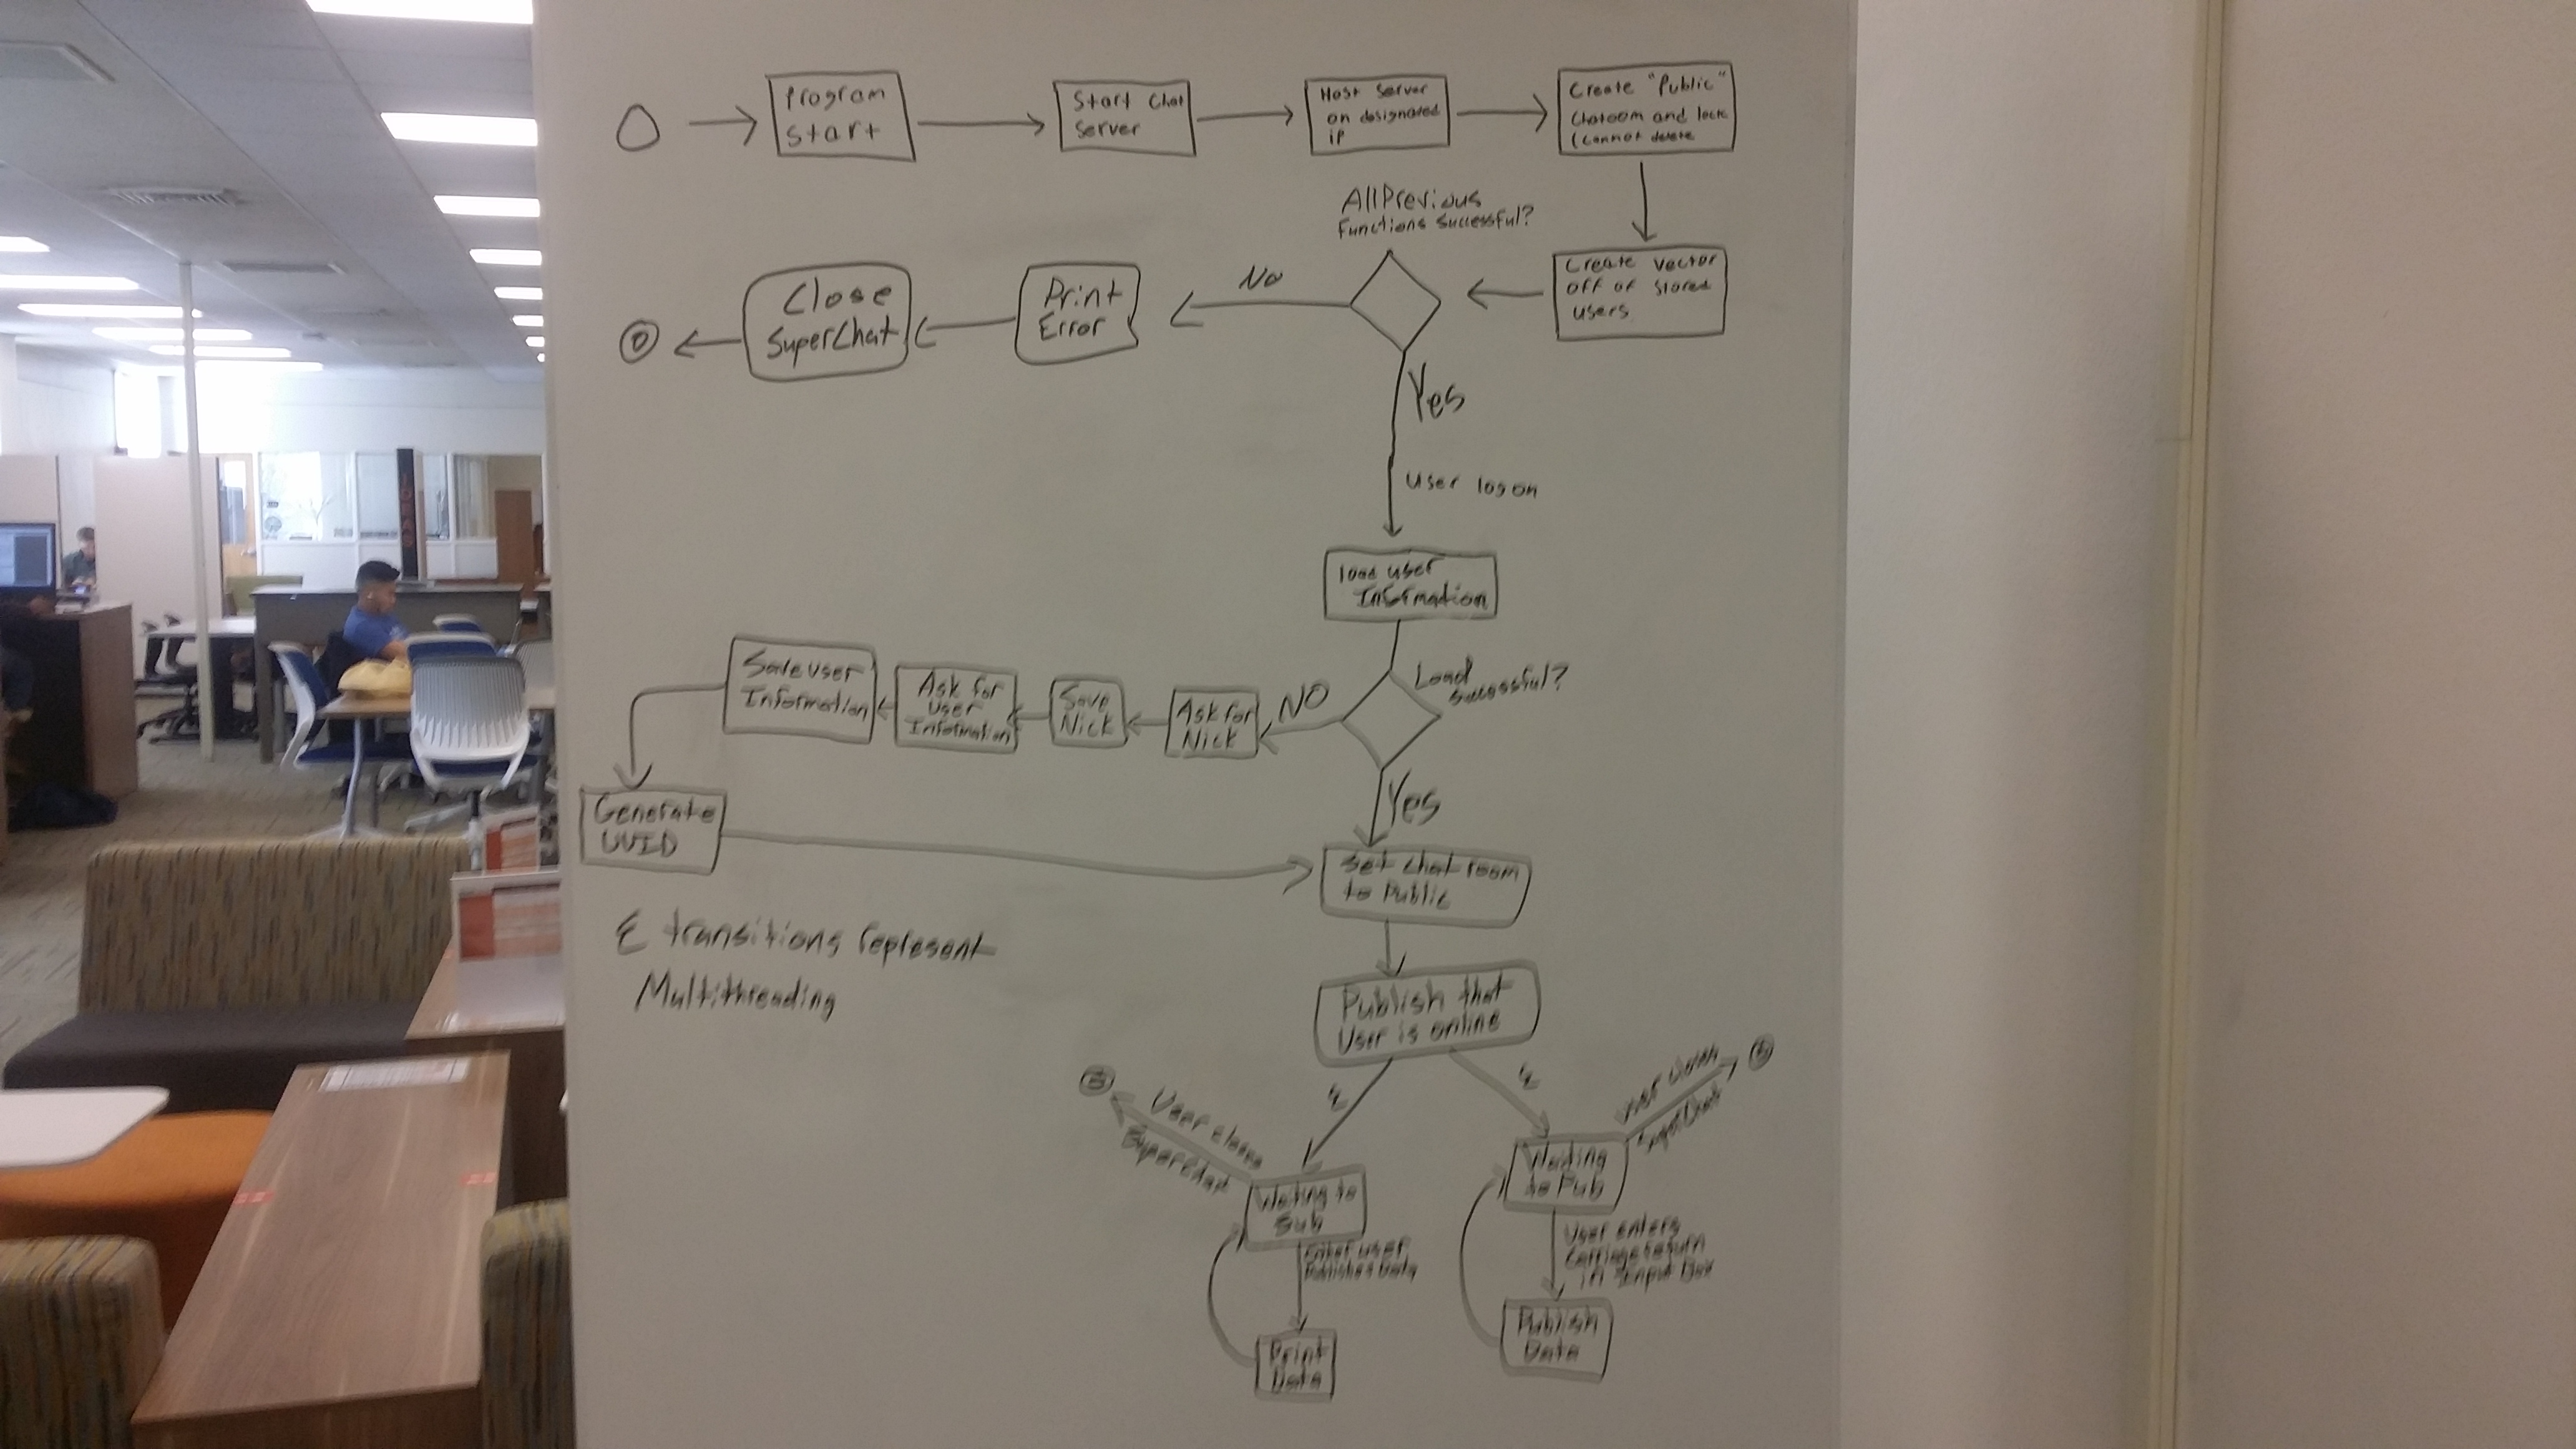 Program
Start
Start Chat
Server
Host Server
on designated
iP
Create "Public"
Chatoom and lock
(Cannot delete
All Previous
Functions Successful?
Create Vector
off of stored
users
No
Print
Error
Close
SuperChat
Yes
User log on
load user
Information
Load
Successful?
NO
Ask for
Nick
Save
Nick
Ask for
User
Information
Save user
Information
Generate
UUID
Yes
Set chat room
to Public
Publish that
User is online
Ɛ transitions represent
Multithreading
Ɛ
Ɛ
User closes
SuperChat
User closes
SuperChat
Waiting to
Sub
Waiting
to Pub
user
Data
User enters
Carriage return
in Input Box
Print
Data
Publish
Data